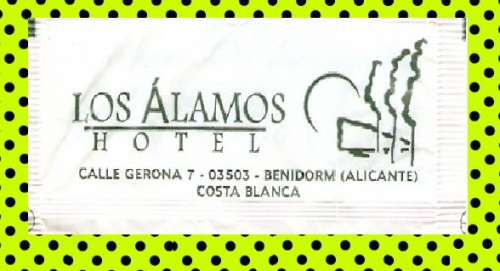 LOS ÁLAMOS
HOTEL
CALLE GERONA 7 - 03503 - BENIDORM (ALICANTE)
COSTA BLANCA